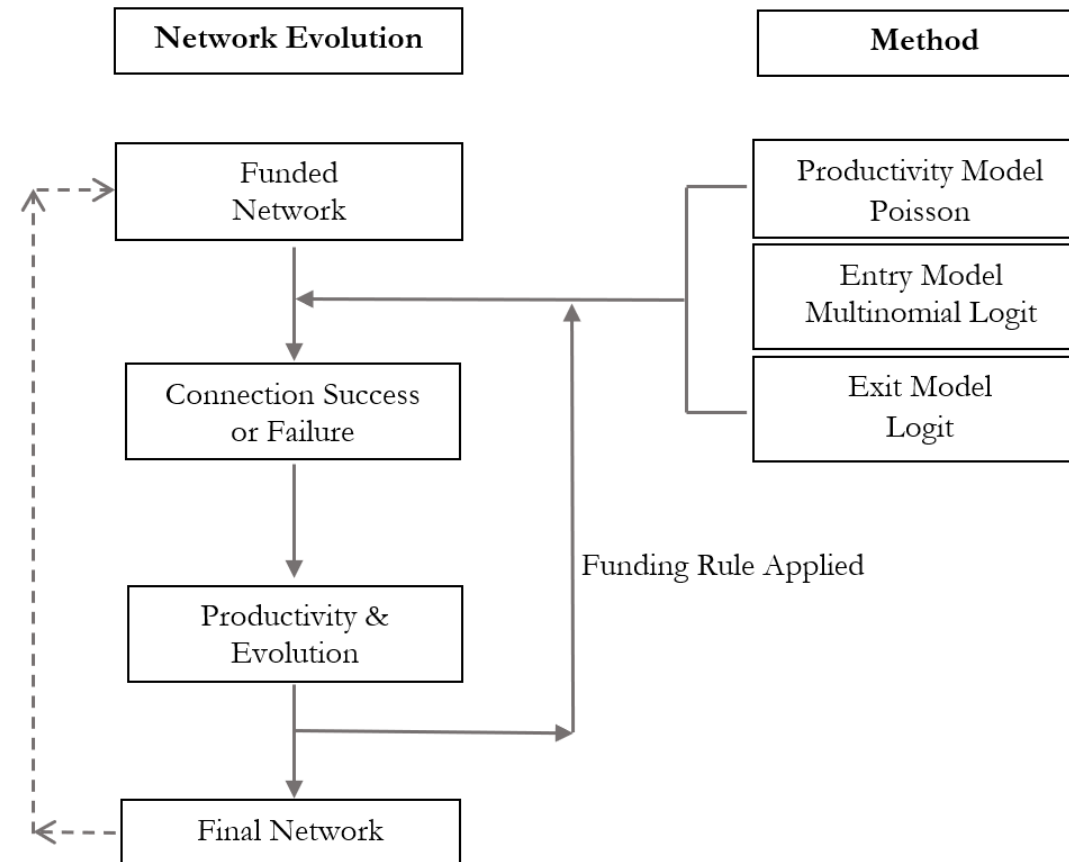 Network Evolution
Method
Funded
Network
Productivity Model
Poisson
Entry Model
Multinomial Logit
Connection Success
or Failure
Exit Model
Logit
Funding Rule Applied
Productivity &
Evolution
Final Network